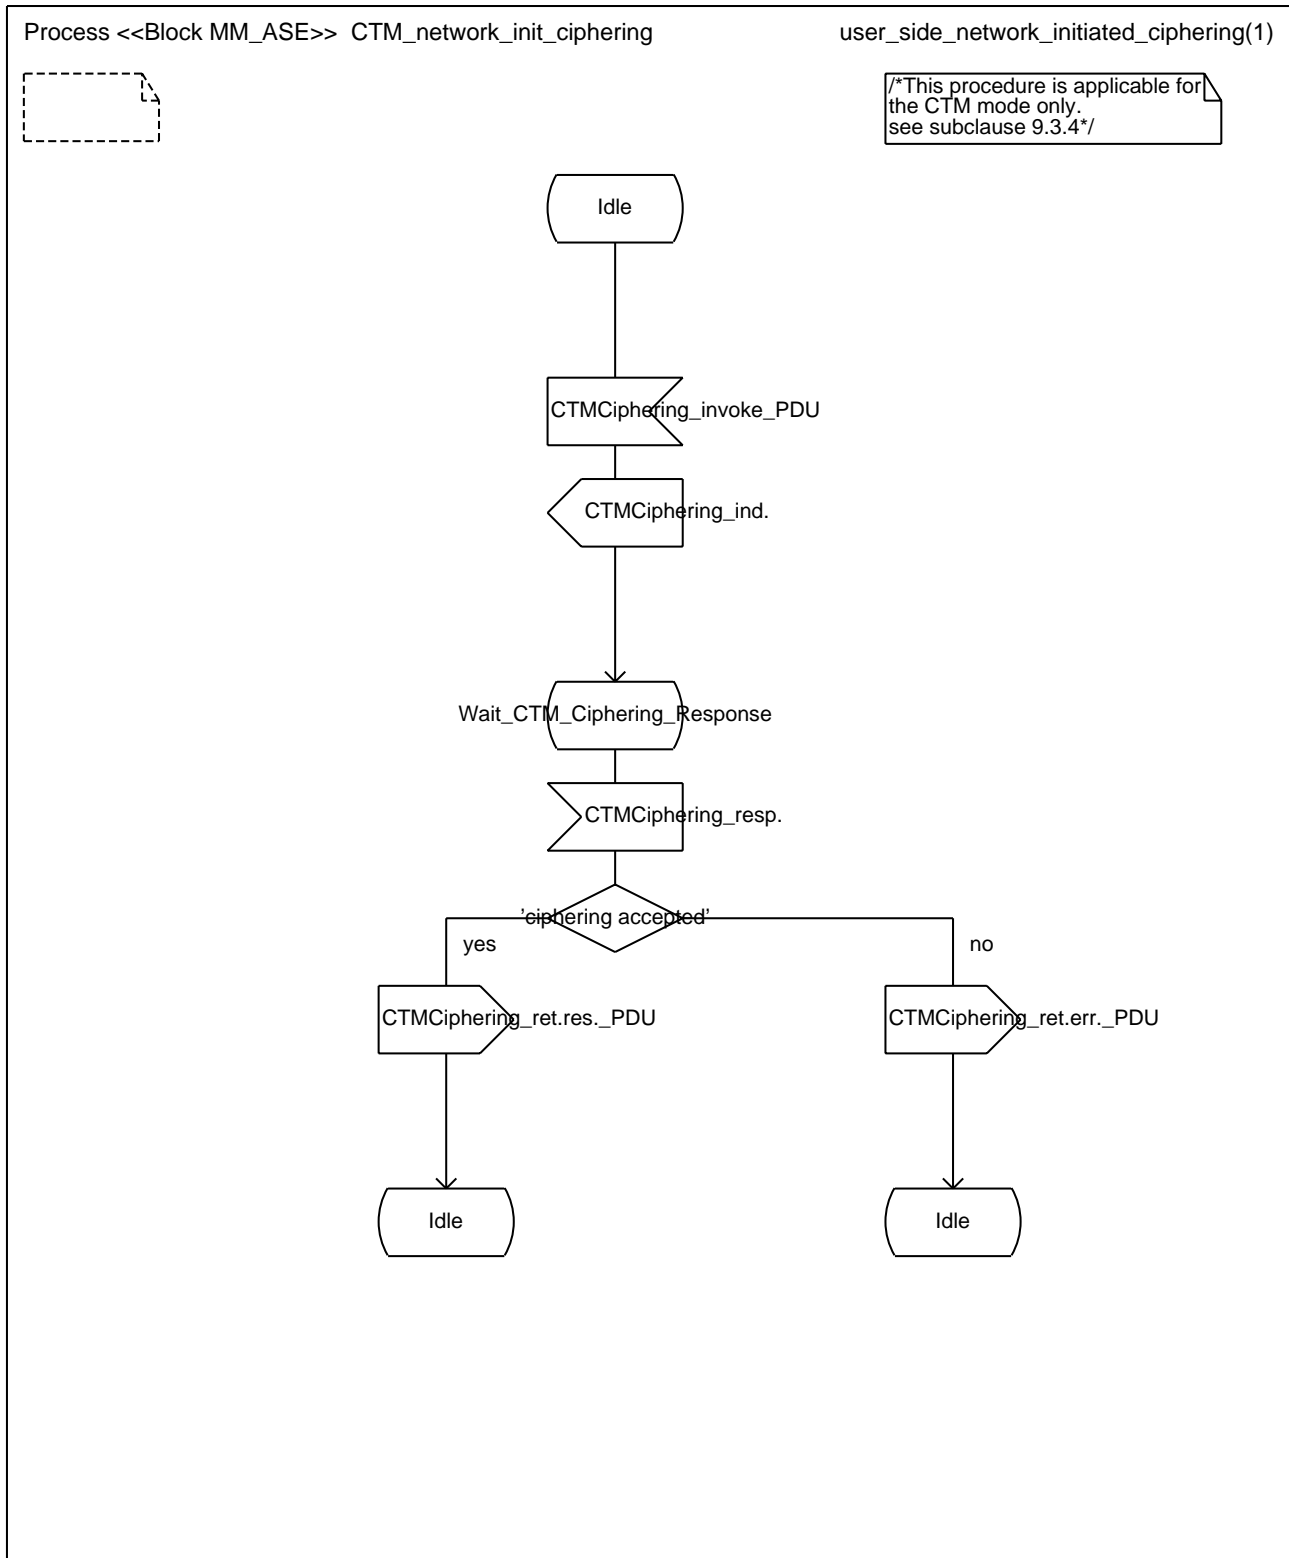 Process <<Block MM_ASE>> CTM_network_init_ciphering
user_side_network_initiated_ciphering(1)
/*This procedure is applicable for
the CTM mode only.
see subclause 9.3.4*/
Idle
CTMCiphering_invoke_PDU
CTMCiphering_ind.
Wait_CTM_Ciphering_Response
CTMCiphering_resp.
'ciphering accepted'
yes
no
CTMCiphering_ret.res._PDU
CTMCiphering_ret.err._PDU
Idle
Idle